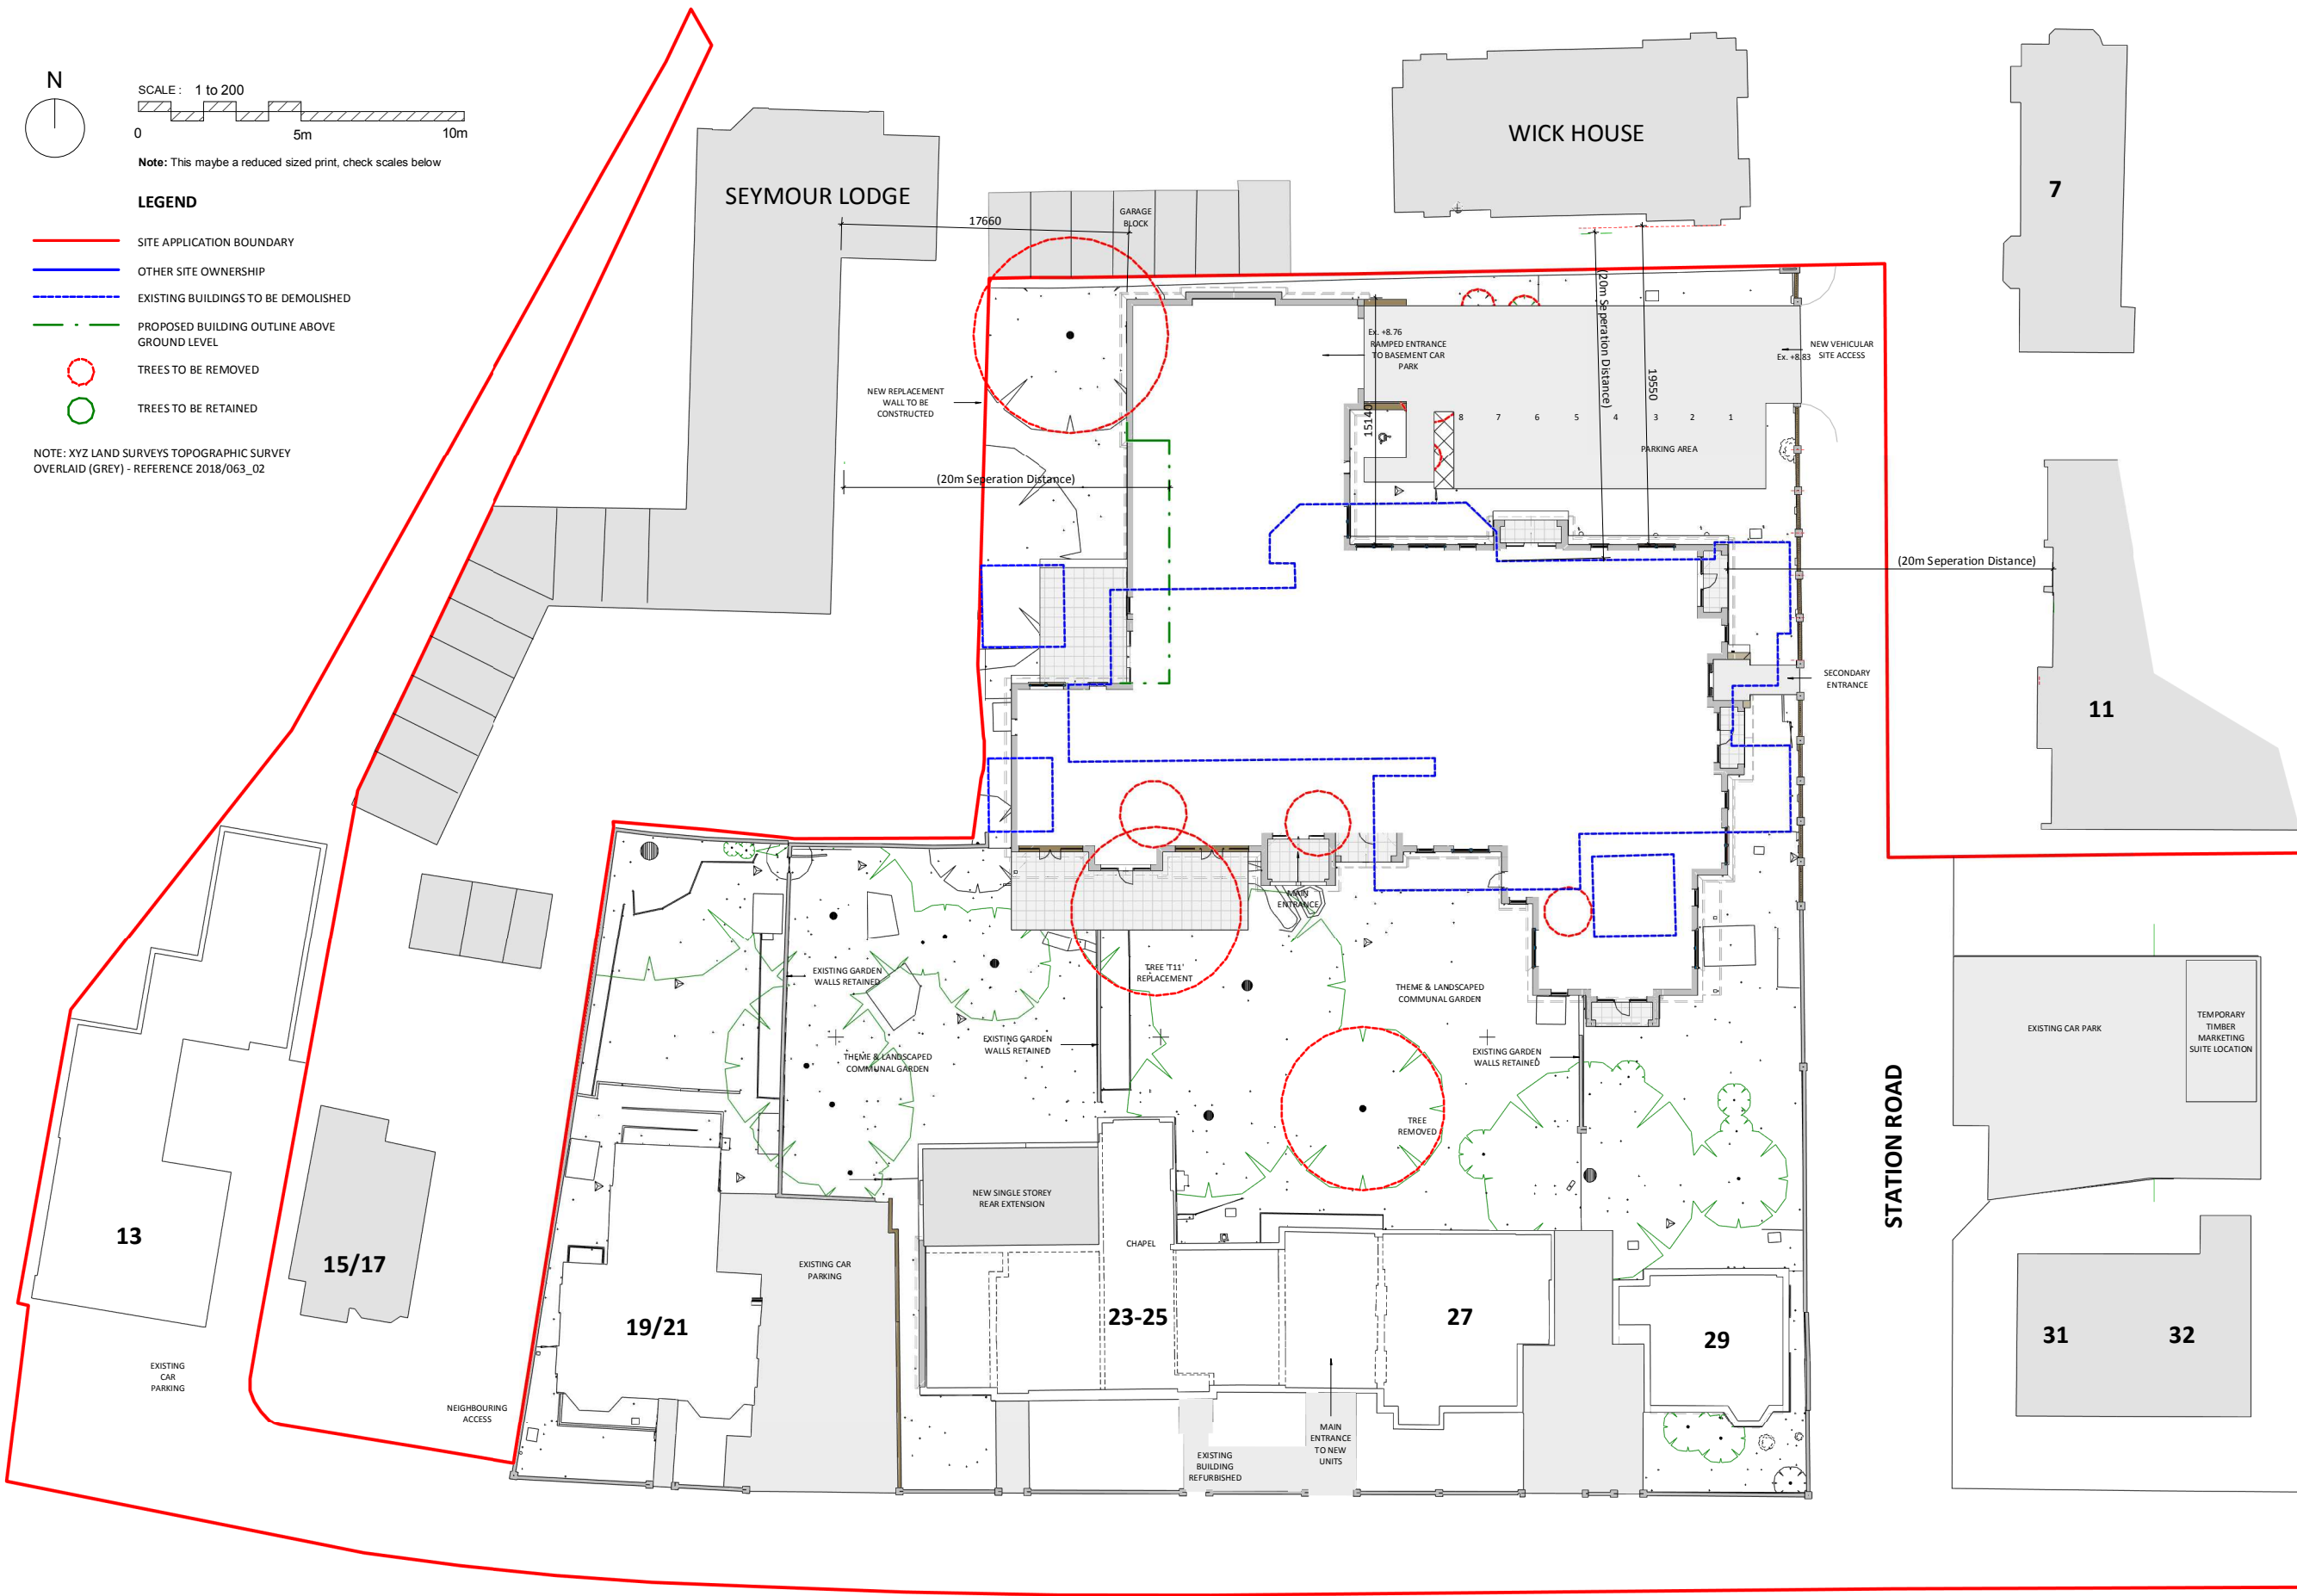 N
SCALE : 1 to 200
0 5m 10m
Note: This maybe a reduced sized print, check scales below
LEGEND
SITE APPLICATION BOUNDARY
OTHER SITE OWNERSHIP
EXISTING BUILDINGS TO BE DEMOLISHED
PROPOSED BUILDING OUTLINE ABOVE
GROUND LEVEL
TREES TO BE REMOVED
TREES TO BE RETAINED
NOTE: XYZ LAND SURVEYS TOPOGRAPHIC SURVEY
OVERLAID (GREY) - REFERENCE 2018/063_02
SEYMOUR LODGE
17660
GARAGE
BLOCK
WICK HOUSE
7
Ex. +8.76
RAMPED ENTRANCE
TO BASEMENT CAR
PARK
(20m Seperation Distance)
19550
15140
NEW VEHICULAR
SITE ACCESS
Ex. +8.83
NEW REPLACEMENT
WALL TO BE
CONSTRUCTED
8 7 6 5 4 3 2 1
PARKING AREA
(20m Seperation Distance)
(20m Seperation Distance)
SECONDARY
ENTRANCE
11
MAIN
ENTRANCE
EXISTING GARDEN
WALLS RETAINED
TREE 'T11'
REPLACEMENT
THEME & LANDSCAPED
COMMUNAL GARDEN
EXISTING GARDEN
WALLS RETAINED
THEME & LANDSCAPED
COMMUNAL GARDEN
EXISTING GARDEN
WALLS RETAINED
EXISTING CAR PARK
TEMPORARY
TIMBER
MARKETING
SUITE LOCATION
STATION ROAD
TREE
REMOVED
NEW SINGLE STOREY
REAR EXTENSION
CHAPEL
13
15/17
EXISTING CAR
PARKING
19/21
23-25
27
29
31
32
EXISTING
CAR
PARKING
NEIGHBOURING
ACCESS
EXISTING
BUILDING
REFURBISHED
MAIN
ENTRANCE
TO NEW
UNITS